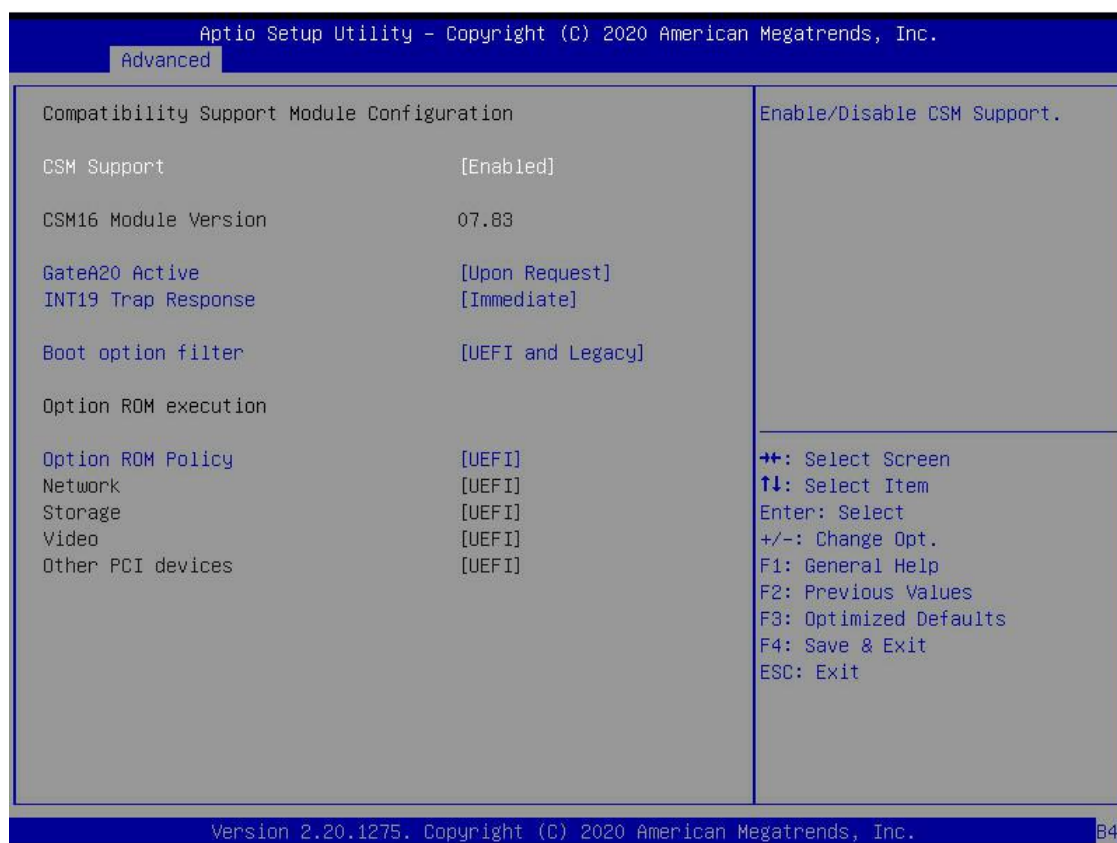 Aptio Setup Utility – Copyright (C) 2020 American Megatrends, Inc.
Advanced
Compatibility Support Module Configuration
CSM Support [Enabled]
CSM16 Module Version 07.83
GateA20 Active [Upon Request]
INT19 Trap Response [Immediate]
Boot option filter [UEFI and Legacy]
Option ROM execution
Option ROM Policy [UEFI]
Network [UEFI]
Storage [UEFI]
Video [UEFI]
Other PCI devices [UEFI]
Enable/Disable CSM Support.
→←: Select Screen
↑↓: Select Item
Enter: Select
+/-: Change Opt.
F1: General Help
F2: Previous Values
F3: Optimized Defaults
F4: Save & Exit
ESC: Exit
Version 2.20.1275. Copyright (C) 2020 American Megatrends, Inc.
B4